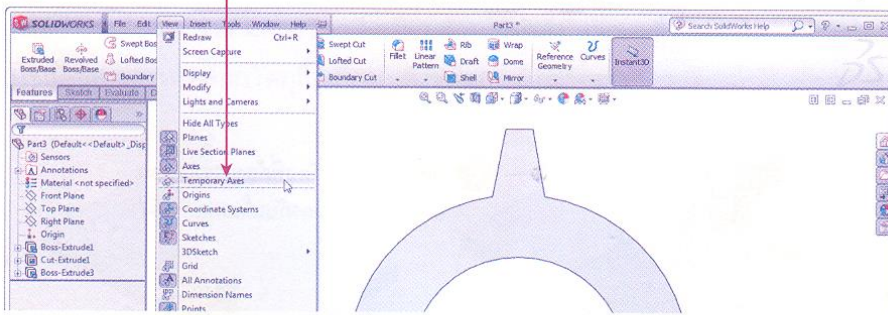 SOLIDWORKS File Edit View Insert Tools Window Help Part3 * Search SolidWorks Help
Extruded Boss/Base
Revolved Boss/Base
Swept Bos
Lofted Bos
Boundary
Redraw Ctrl+R
Screen Capture
Display
Modify
Lights and Cameras
Hide All Types
Planes
Live Section Planes
Axes
Temporary Axes
Origins
Coordinate Systems
Curves
Sketches
3DSketch
Grid
All Annotations
Dimension Names
Points
Swept Cut
Lofted Cut
Boundary Cut
Fillet
Linear Pattern
Rib
Draft
Shell
Wrap
Dome
Mirror
Reference Geometry
Curves
Instant3D
Features Sketch Evaluate D
Part3 (Default<<Default>_Disp
Sensors
Annotations
Material <not specified>
Front Plane
Top Plane
Right Plane
Origin
Boss-Extrude1
Cut-Extrude1
Boss-Extrude3